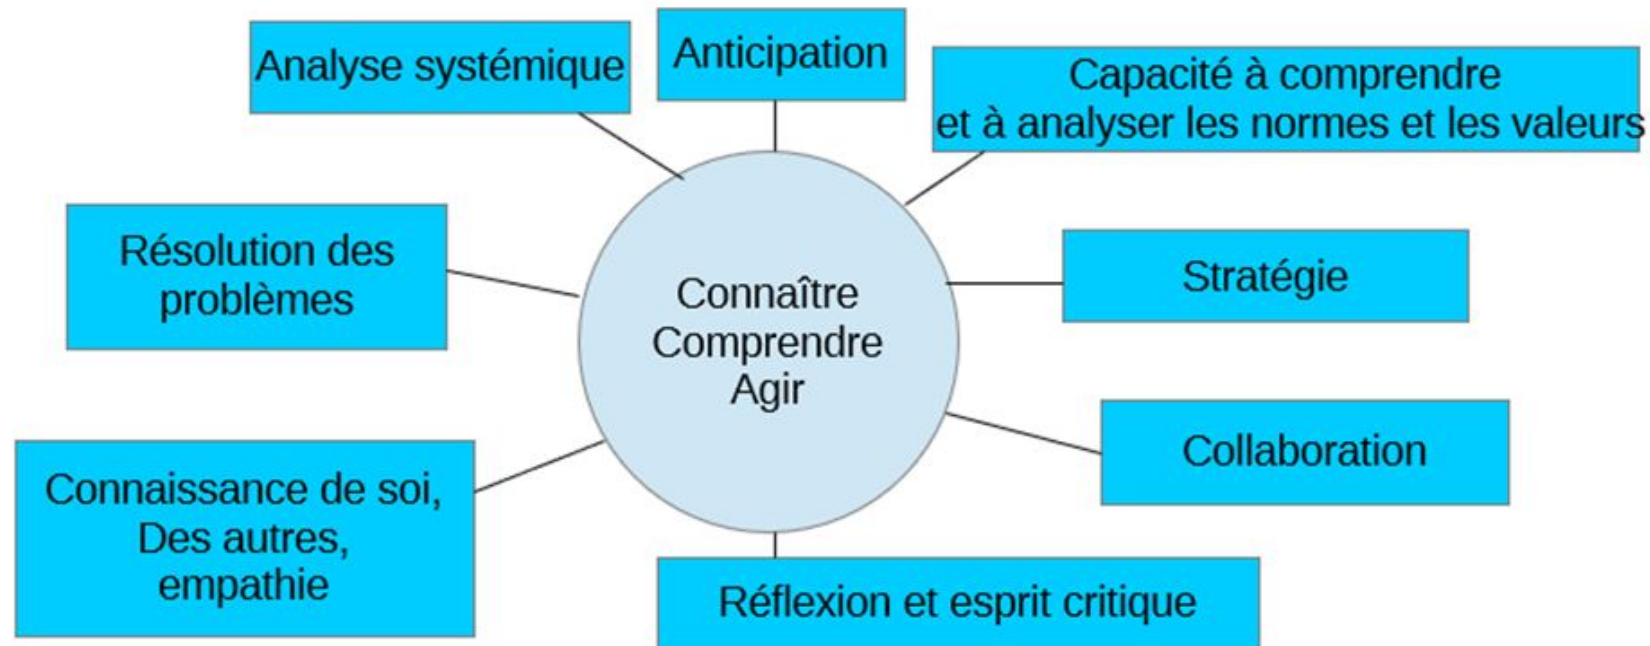 Analyse systémique
Anticipation
Capacité à comprendre
et à analyser les normes et les valeurs
Résolution des
problèmes
Stratégie
Connaître
Comprendre
Agir
Collaboration
Connaissance de soi,
Des autres,
empathie
Réflexion et esprit critique